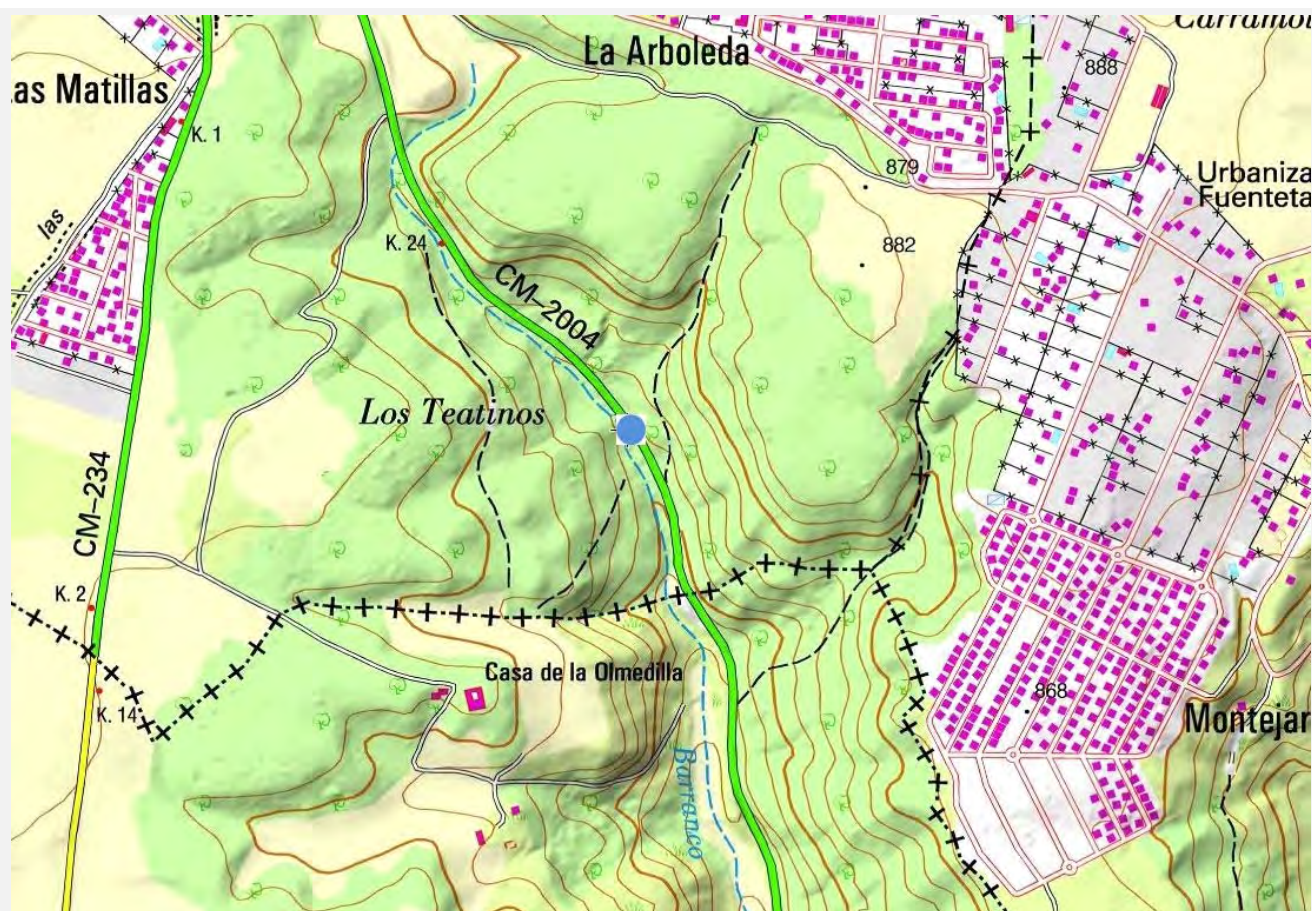 Carramol
La Arboleda
888
as Matillas
K. 1
879
Urbaniza
Fuenteta
las
K. 24
882
CM-2004
Los Teatinos
CM-234
K. 2
Casa de la Olmedilla
868
K. 14
Montejar
Barranco